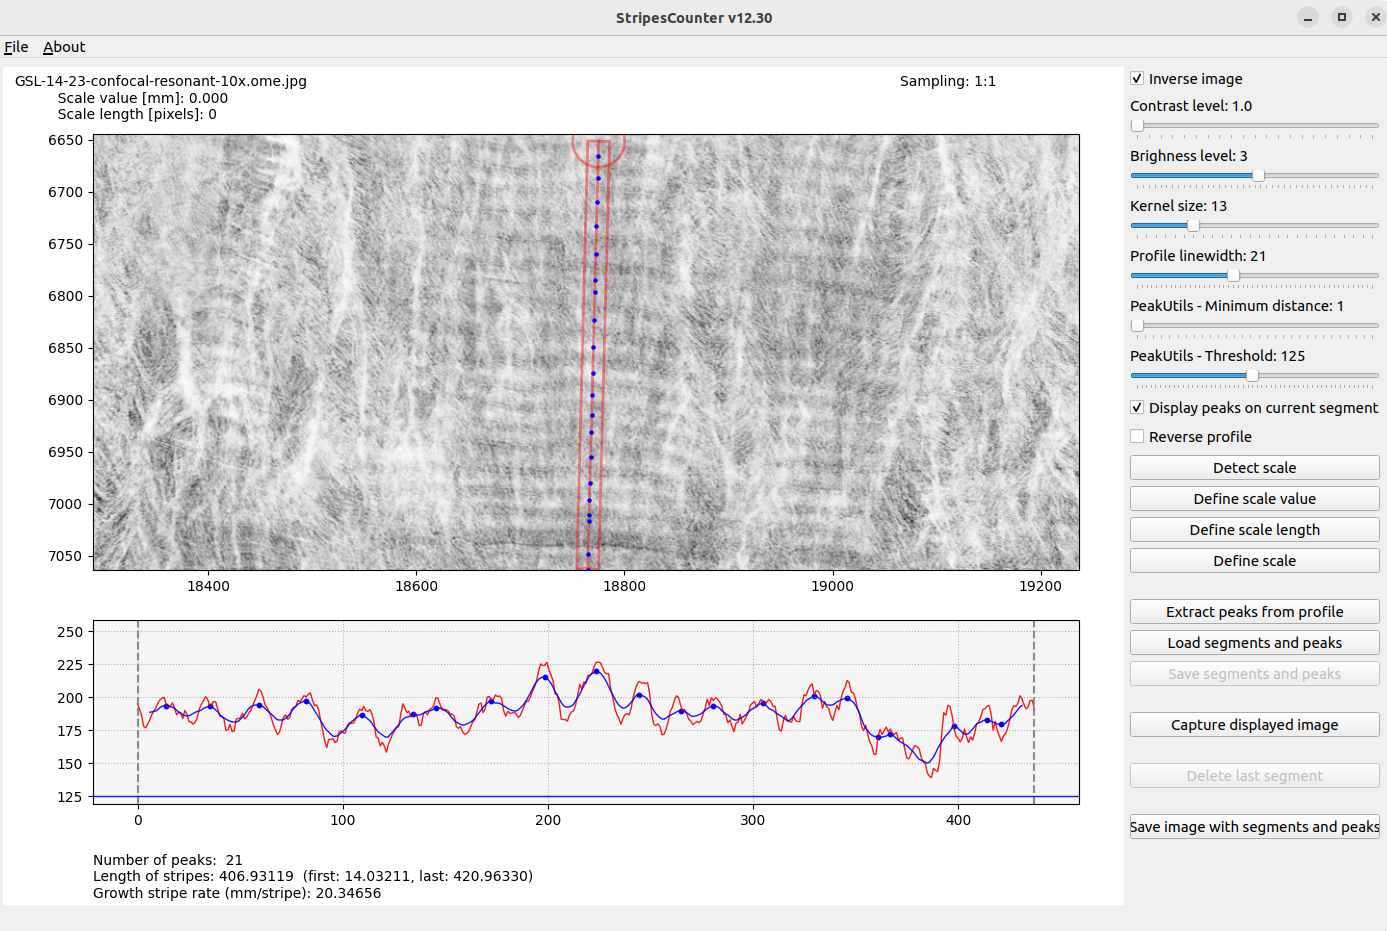 StripesCounter v12.30
File About
GSL-14-23-confocal-resonant-10x.ome.jpg
Sampling: 1:1
Scale value [mm]: 0.000
Scale length [pixels]: 0
6650
6700
6750
6800
6850
6900
6950
7000
7050
18400 18600 18800 19000 19200
250
225
200
175
150
125
0 100 200 300 400
Number of peaks: 21
Length of stripes: 406.93119 (first: 14.03211, last: 420.96330)
Growth stripe rate (mm/stripe): 20.34656
Inverse image
Contrast level: 1.0
Brighness level: 3
Kernel size: 13
Profile linewidth: 21
PeakUtils - Minimum distance: 1
PeakUtils - Threshold: 125
Display peaks on current segment
Reverse profile
Detect scale
Define scale value
Define scale length
Define scale
Extract peaks from profile
Load segments and peaks
Save segments and peaks
Capture displayed image
Delete last segment
Save image with segments and peaks